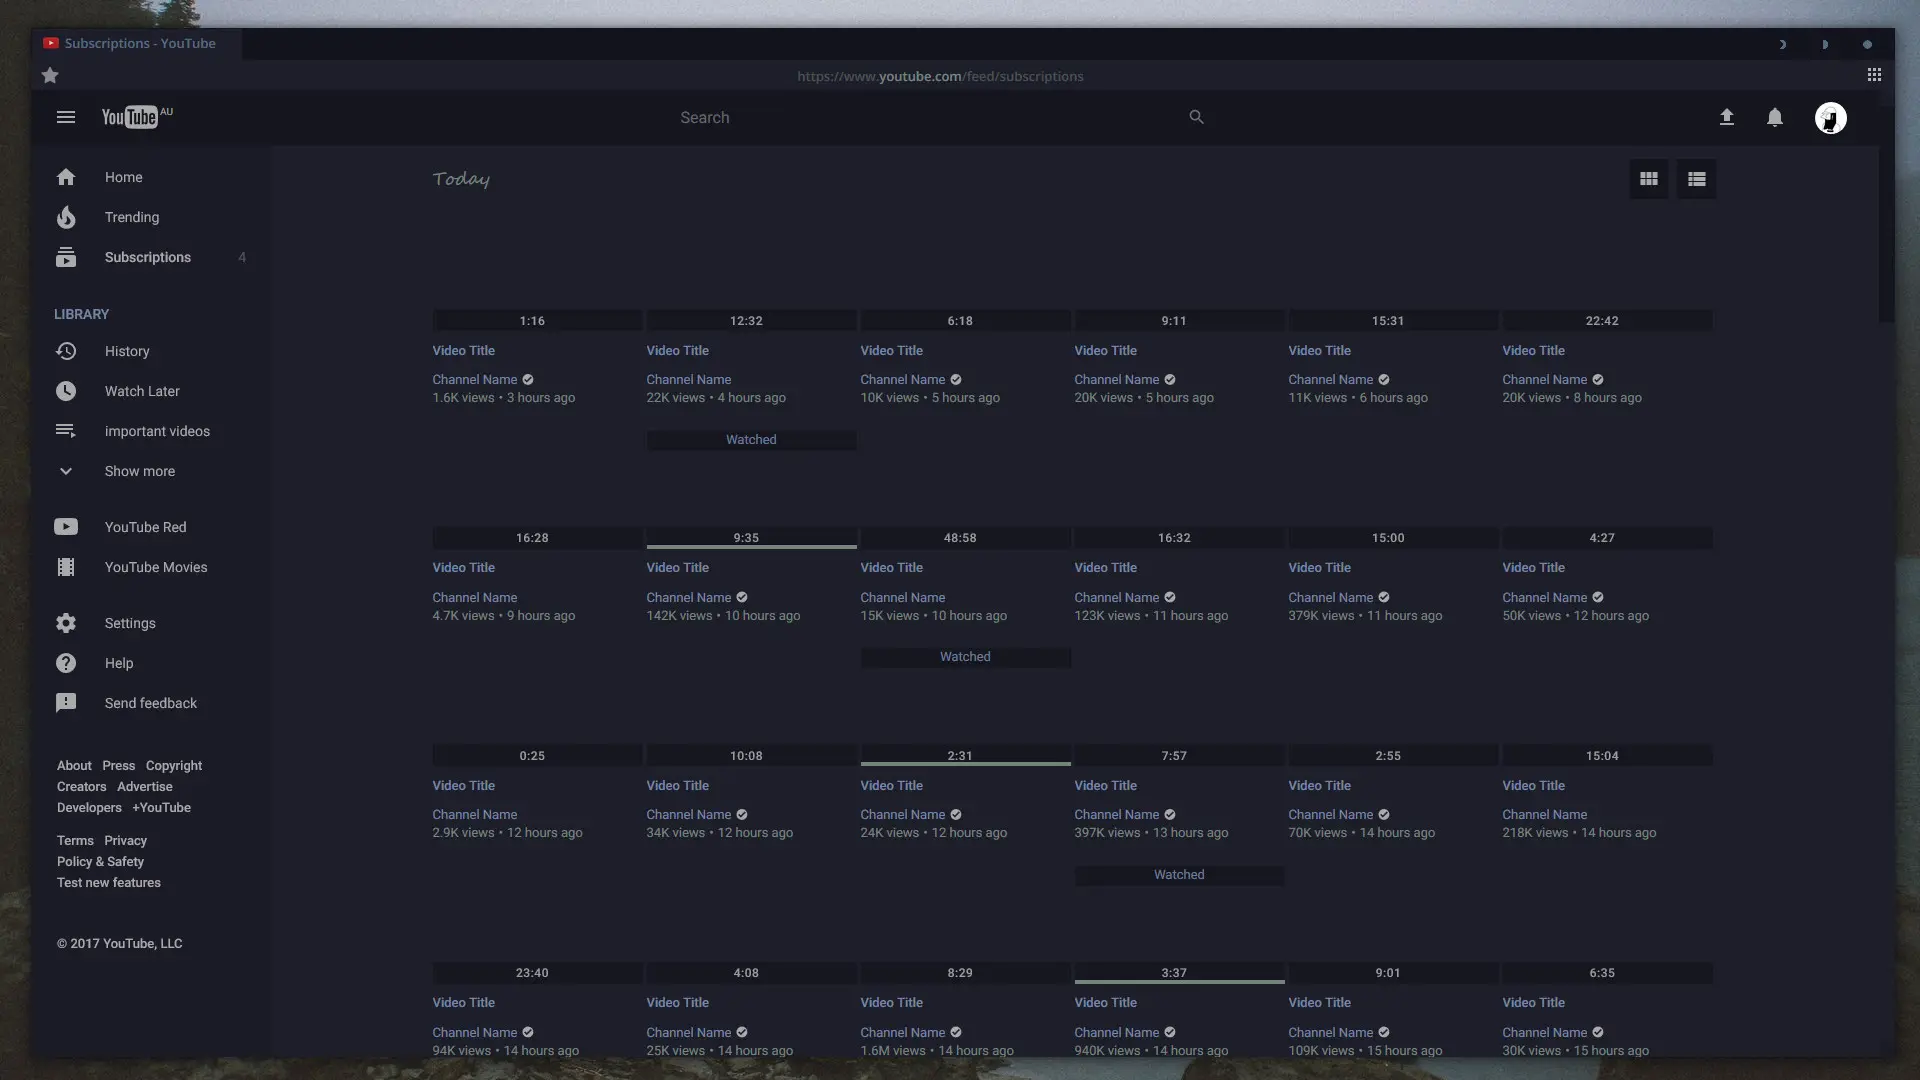 Subscriptions - YouTube
https://www.youtube.com/feed/subscriptions
YouTube AU
Search
Home
Trending
Subscriptions 4
LIBRARY
History
Watch Later
important videos
Show more
YouTube Red
YouTube Movies
Settings
Help
Send feedback
About Press Copyright
Creators Advertise
Developers +YouTube
Terms Privacy
Policy & Safety
Test new features
© 2017 YouTube, LLC
Today
1:16 12:32 6:18 9:11 15:31 22:42
Video Title Video Title Video Title Video Title Video Title Video Title
Channel Name Channel Name Channel Name Channel Name Channel Name Channel Name
1.6K views • 3 hours ago 22K views • 4 hours ago 10K views • 5 hours ago 20K views • 5 hours ago 11K views • 6 hours ago 20K views • 8 hours ago
Watched
16:28 9:35 48:58 16:32 15:00 4:27
Video Title Video Title Video Title Video Title Video Title Video Title
Channel Name Channel Name Channel Name Channel Name Channel Name Channel Name
4.7K views • 9 hours ago 142K views • 10 hours ago 15K views • 10 hours ago 123K views • 11 hours ago 379K views • 11 hours ago 50K views • 12 hours ago
Watched
0:25 10:08 2:31 7:57 2:55 15:04
Video Title Video Title Video Title Video Title Video Title Video Title
Channel Name Channel Name Channel Name Channel Name Channel Name Channel Name
2.9K views • 12 hours ago 34K views • 12 hours ago 24K views • 12 hours ago 397K views • 13 hours ago 70K views • 14 hours ago 218K views • 14 hours ago
Watched
23:40 4:08 8:29 3:37 9:01 6:35
Video Title Video Title Video Title Video Title Video Title Video Title
Channel Name Channel Name Channel Name Channel Name Channel Name Channel Name
94K views • 14 hours ago 25K views • 14 hours ago 1.6M views • 14 hours ago 940K views • 14 hours ago 109K views • 15 hours ago 30K views • 15 hours ago